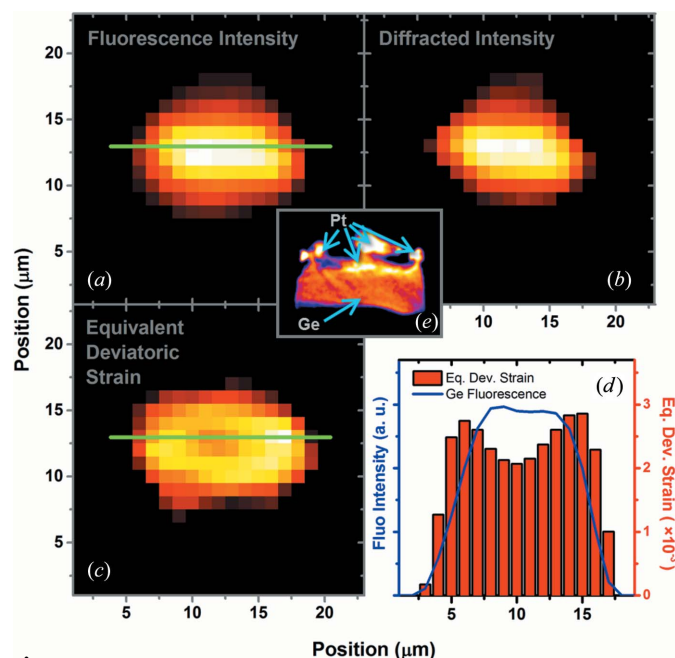 Fluorescence Intensity
Diffracted Intensity
20
15
10
5
(a)
(b)
Pt
Ge
(e)
10 15 20
Position (μm)
Equivalent
Deviatoric
Strain
20
15
10
5
(c)
5 10 15 20
Eq. Dev. Strain
Ge Fluorescence
(d)
Fluo Intensity (a. u.)
Eq. Dev. Strain ( ×10⁻³)
3
2
1
0
5 10 15
Position (μm)